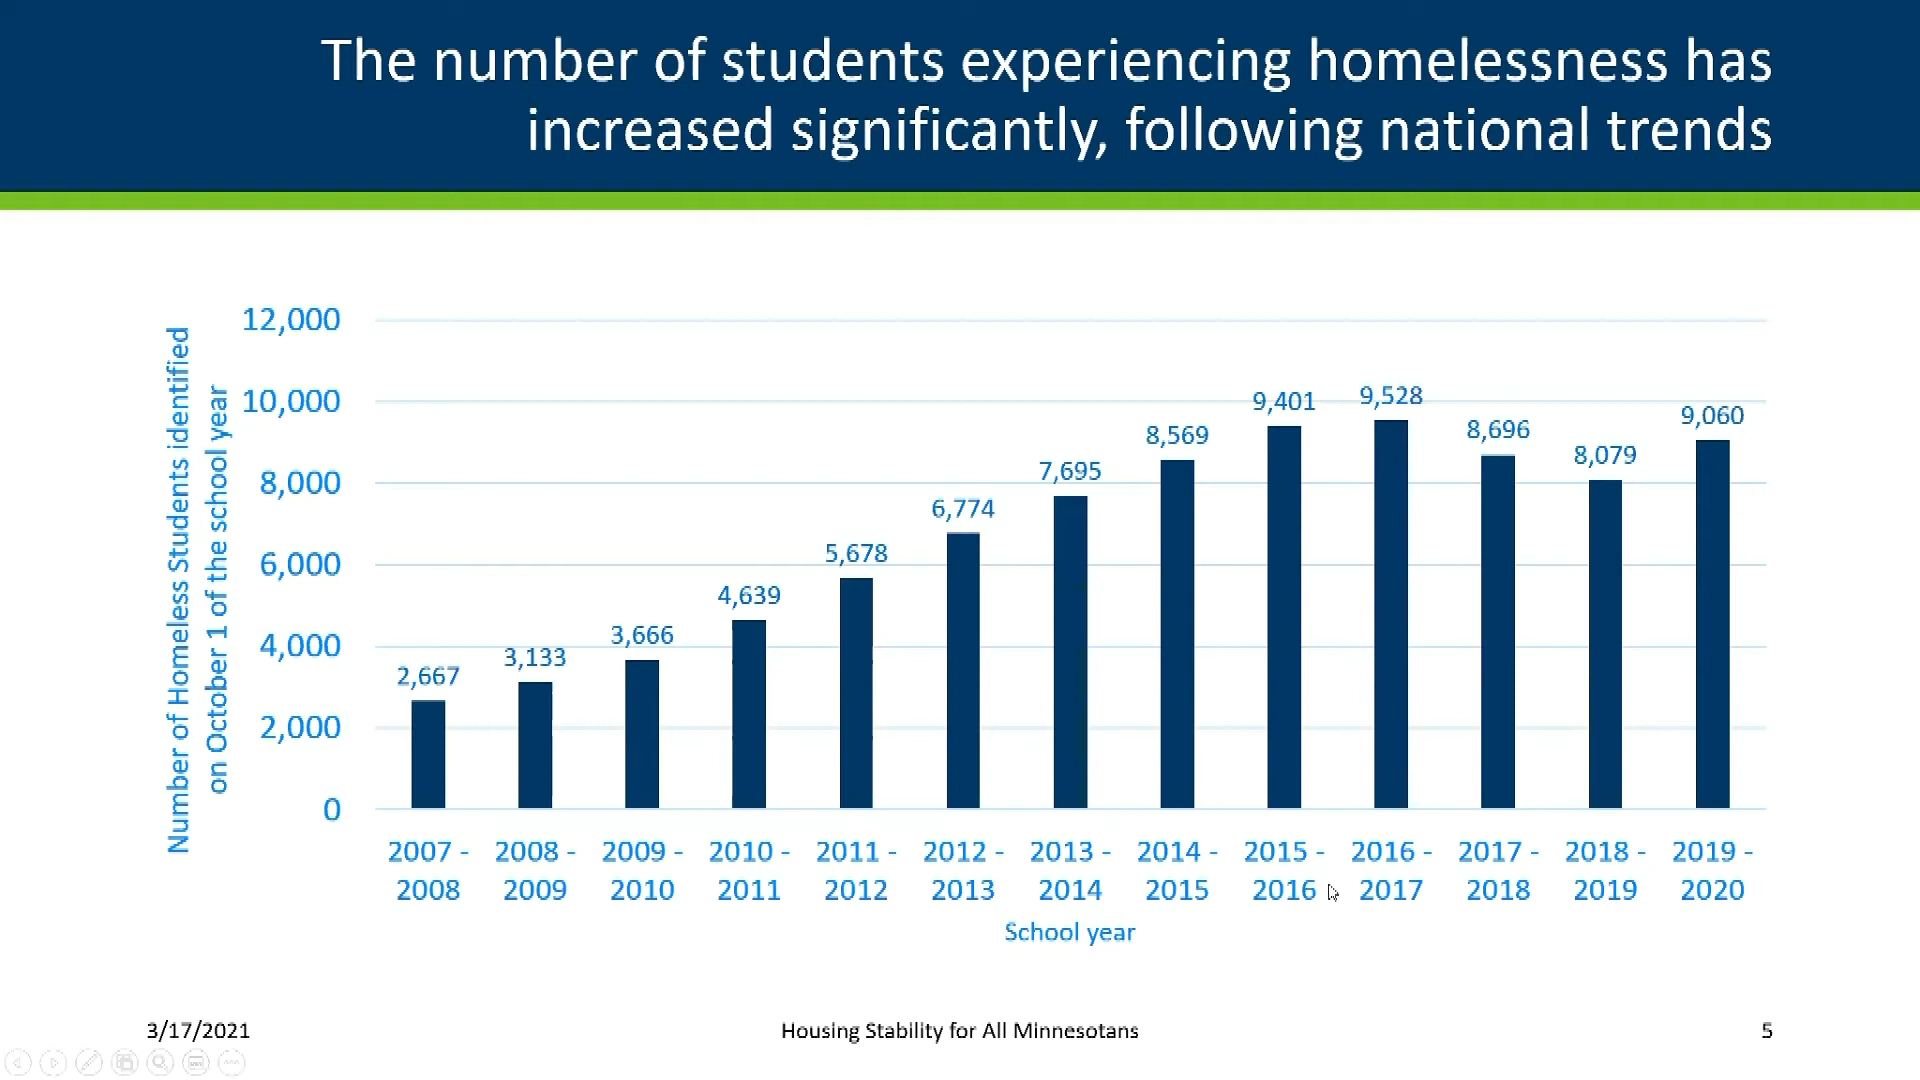 The number of students experiencing homelessness has
increased significantly, following national trends
Number of Homeless Students identified
on October 1 of the school year
12,000
10,000
8,000
6,000
4,000
2,000
0
2,667
3,133
3,666
4,639
5,678
6,774
7,695
8,569
9,401
9,528
8,696
8,079
9,060
2007 - 2008 - 2009 - 2010 - 2011 - 2012 - 2013 - 2014 - 2015 - 2016 - 2017 - 2018 - 2019 -
2008 2009 2010 2011 2012 2013 2014 2015 2016 2017 2018 2019 2020
School year
3/17/2021 Housing Stability for All Minnesotans 5